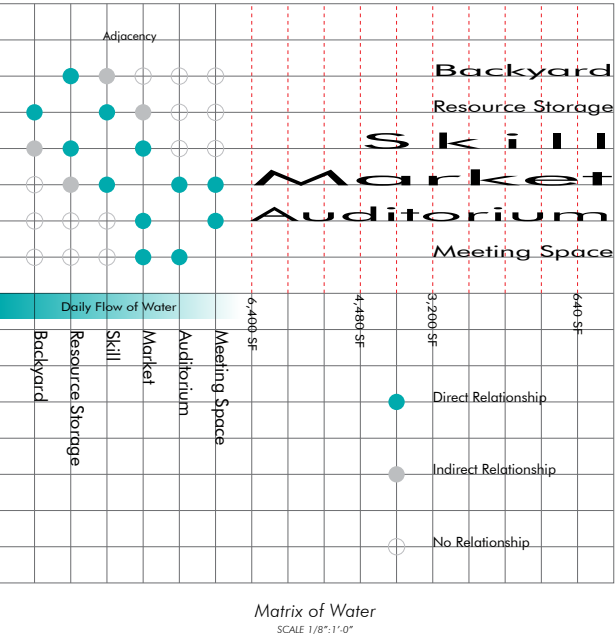 Adjacency
Backyard
Resource Storage
Skill
Market
Auditorium
Meeting Space
Daily Flow of Water
6,400 SF
4,480 SF
3,200 SF
640 SF
Backyard
Resource Storage
Skill
Market
Auditorium
Meeting Space
Direct Relationship
Indirect Relationship
No Relationship
Matrix of Water
SCALE 1/8":1'-0"